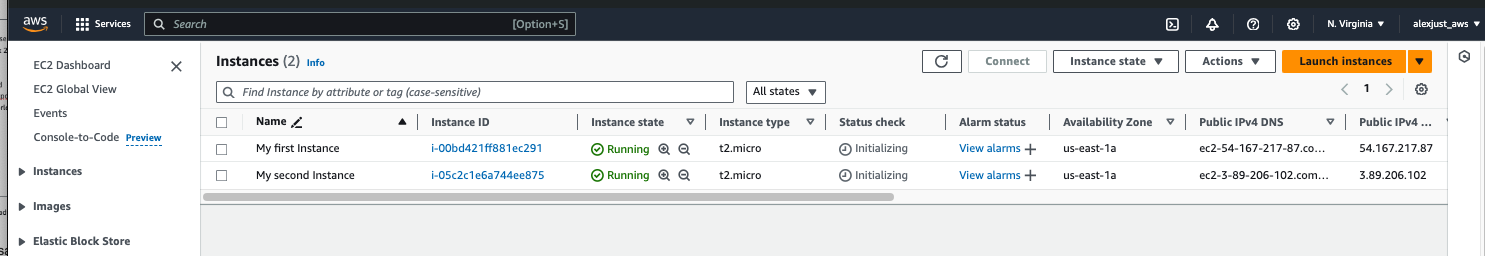 aws Services Search [Option+S] N. Virginia alexjust_aws
EC2 Dashboard
EC2 Global View
Events
Console-to-Code Preview
Instances
Images
Elastic Block Store
Instances (2) Info Connect Instance state Actions Launch instances
Find Instance by attribute or tag (case-sensitive) All states 1
Name Instance ID Instance state Instance type Status check Alarm status Availability Zone Public IPv4 DNS Public IPv4 ...
My first Instance i-00bd421ff881ec291 Running t2.micro Initializing View alarms + us-east-1a ec2-54-167-217-87.co... 54.167.217.87
My second Instance i-05c2c1e6a744ee875 Running t2.micro Initializing View alarms + us-east-1a ec2-3-89-206-102.com... 3.89.206.102